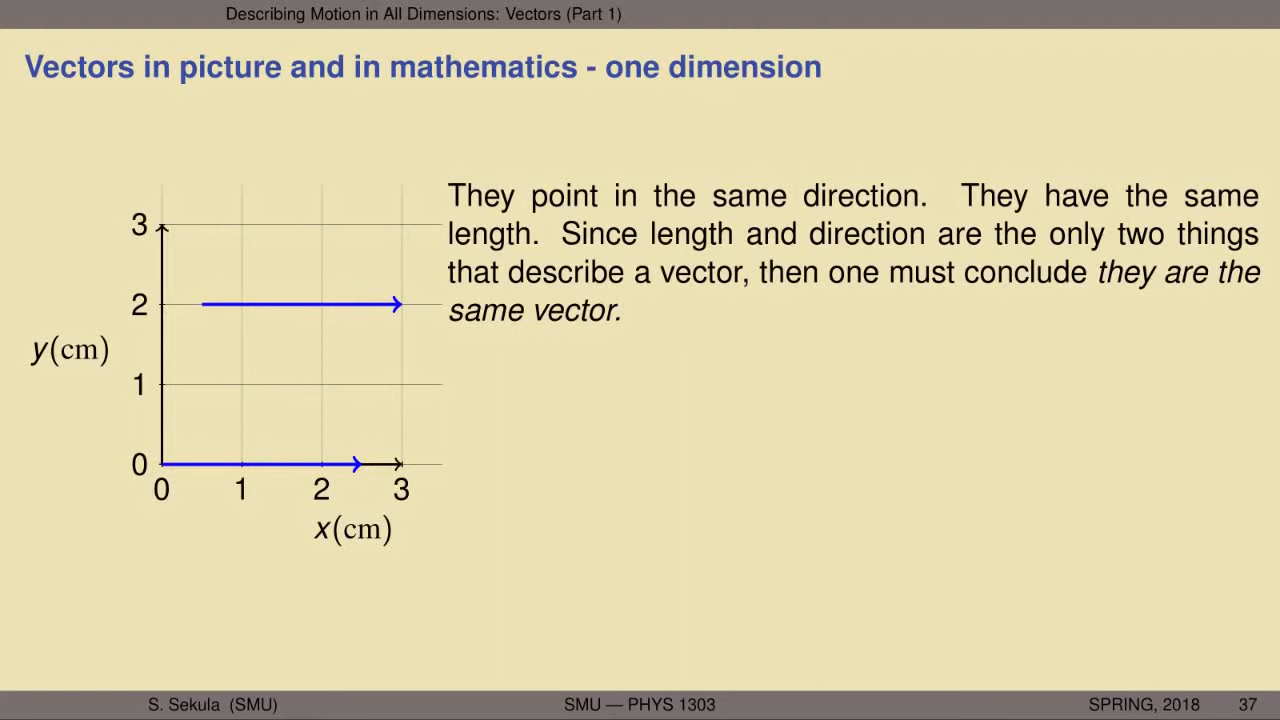 Describing Motion in All Dimensions: Vectors (Part 1)
Vectors in picture and in mathematics - one dimension
They point in the same direction. They have the same
length. Since length and direction are the only two things
that describe a vector, then one must conclude they are the
same vector.
3
2
y(cm)
1
0
0 1 2 3
x(cm)
S. Sekula (SMU) SMU — PHYS 1303 SPRING, 2018 37